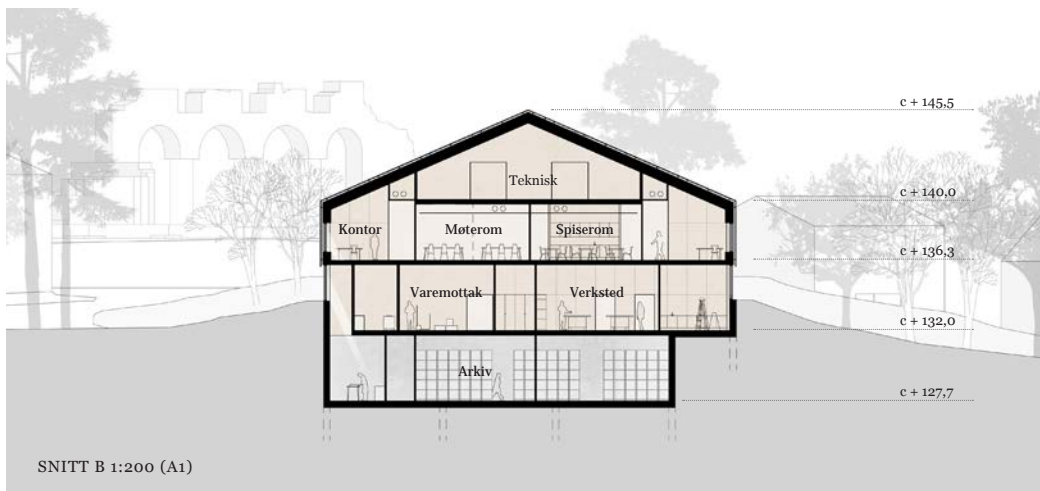 c + 145,5
Teknisk
c + 140,0
Kontor
Møterom
Spiserom
c + 136,3
Varemottak
Verksted
c + 132,0
Arkiv
c + 127,7
SNITT B 1:200 (A1)